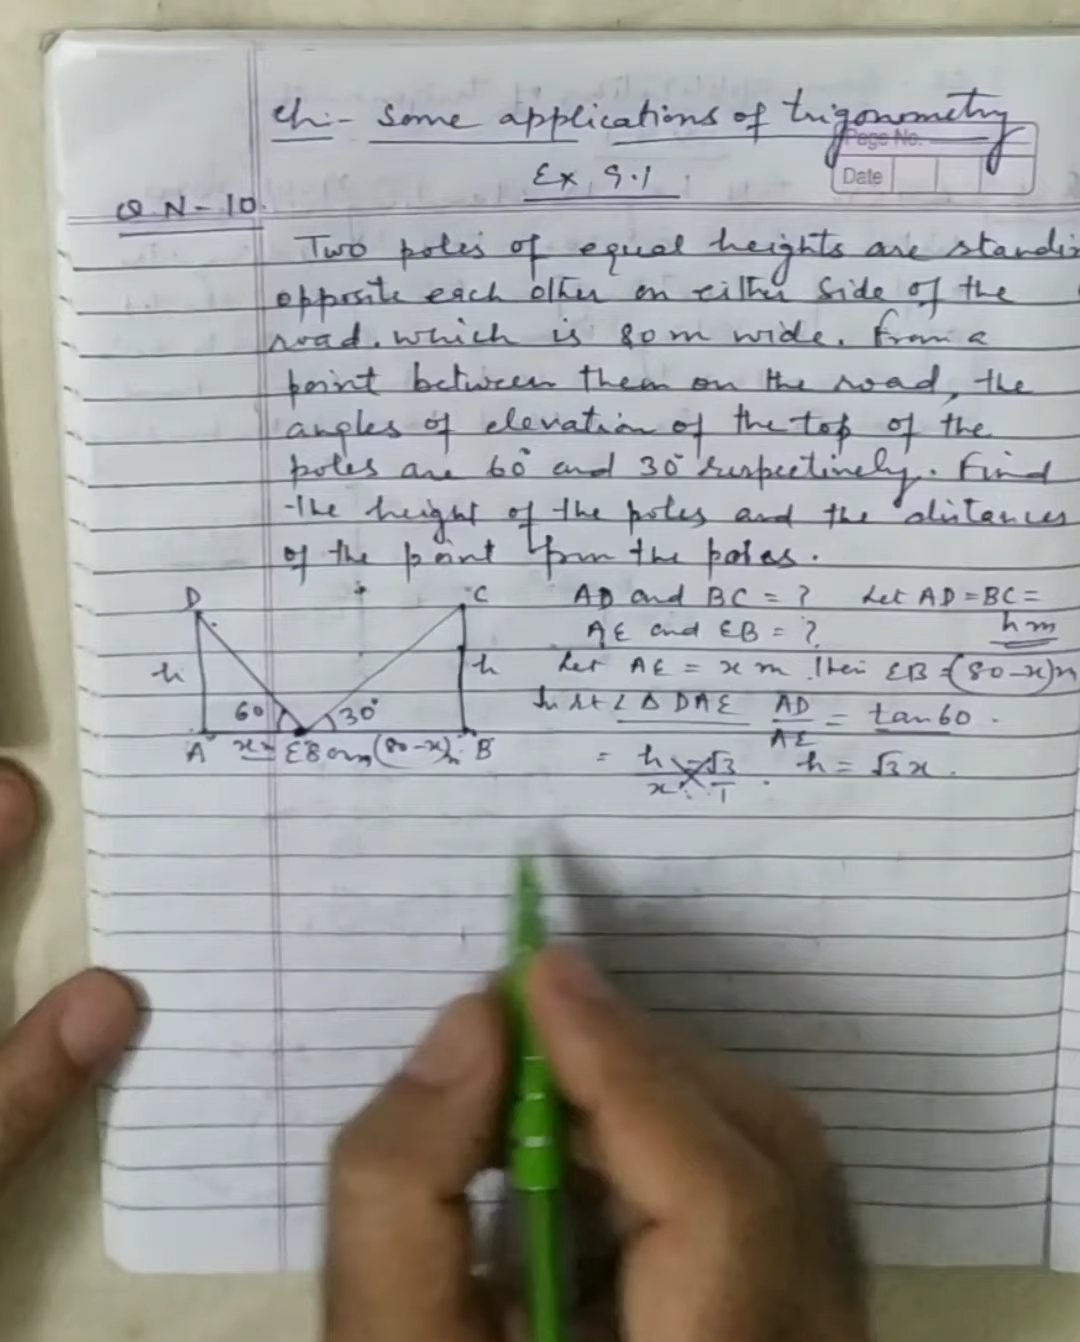 Ch:- Some applications of trigonometry
Page No.
Date
Ex 9.1
Q.N-10.
Two poles of equal heights are standi
opposite each other on either side of the
road. which is 80m wide. From a
point between them on the road, the
angles of elevation of the top of the
poles are 60° and 30° respectively. Find
the height of the poles and the distances
of the point from the poles.
D C AD and BC = ? Let AD = BC =
h m
AE and EB = ?
h h Let AE = x m. Then EB = (80-x)m
60 30° In rt ∠ Δ DAE AD/AE = tan60.
A x E 80m (80-x) B
= h/x = √3/1. h = √3x.